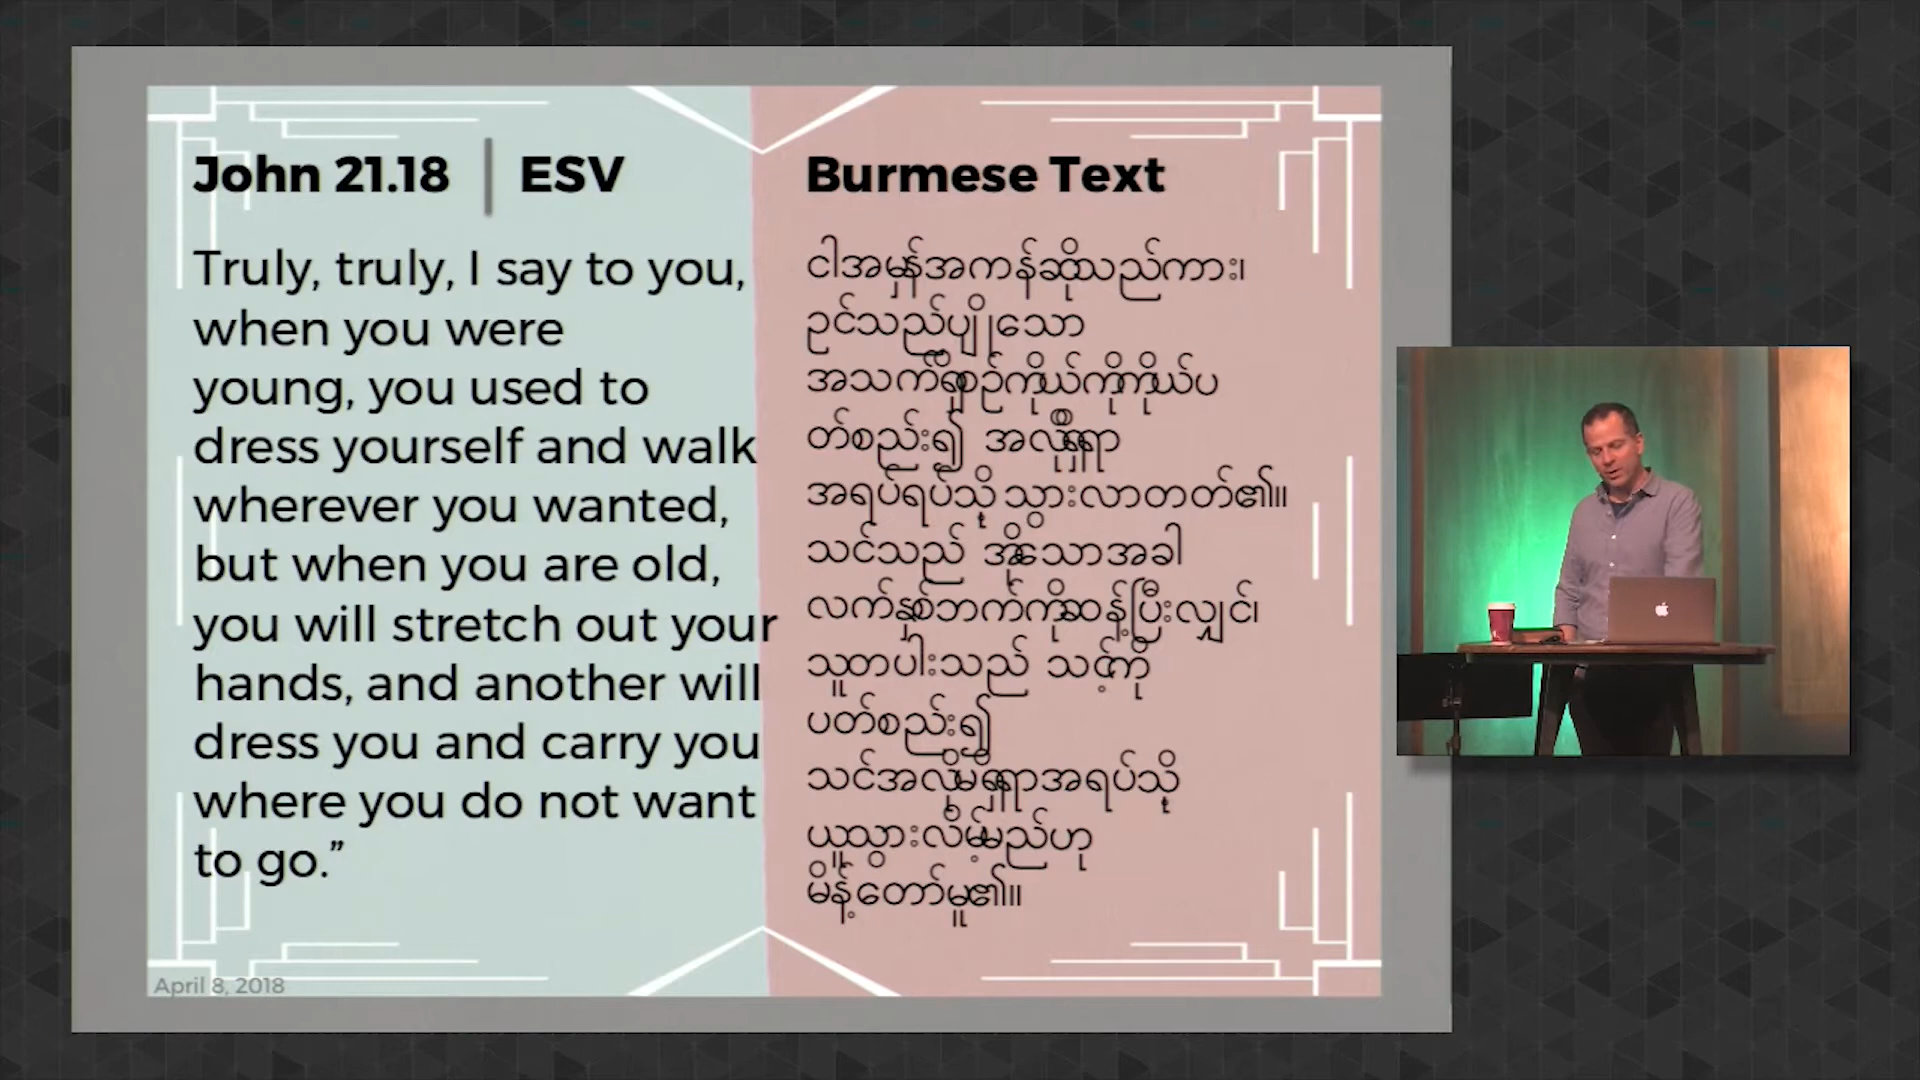 John 21.18 | ESV
Truly, truly, I say to you,
when you were
young, you used to
dress yourself and walk
wherever you wanted,
but when you are old,
you will stretch out your
hands, and another will
dress you and carry you
where you do not want
to go.”
Burmese Text
ငါအမှန်အကန်ဆိုသည်ကား၊
ဉင်သည်ပျိုသော
အသက်ရှိစဉ်ကိုယ်ကိုကိုယ်ပ
တ်စည်း၍ အလိုရှိရာ
အရပ်ရပ်သို့ သွားလာတတ်၏။
သင်သည် အိုသောအခါ
လက်နှစ်ဘက်ကိုဆန့်ပြီးလျှင်၊
သူတပါးသည် သင့်ကို
ပတ်စည်း၍
သင်အလိုမရှိရာအရပ်သို့
ယူသွားလိမ့်မည်ဟု
မိန့်တော်မူ၏။
April 8, 2018